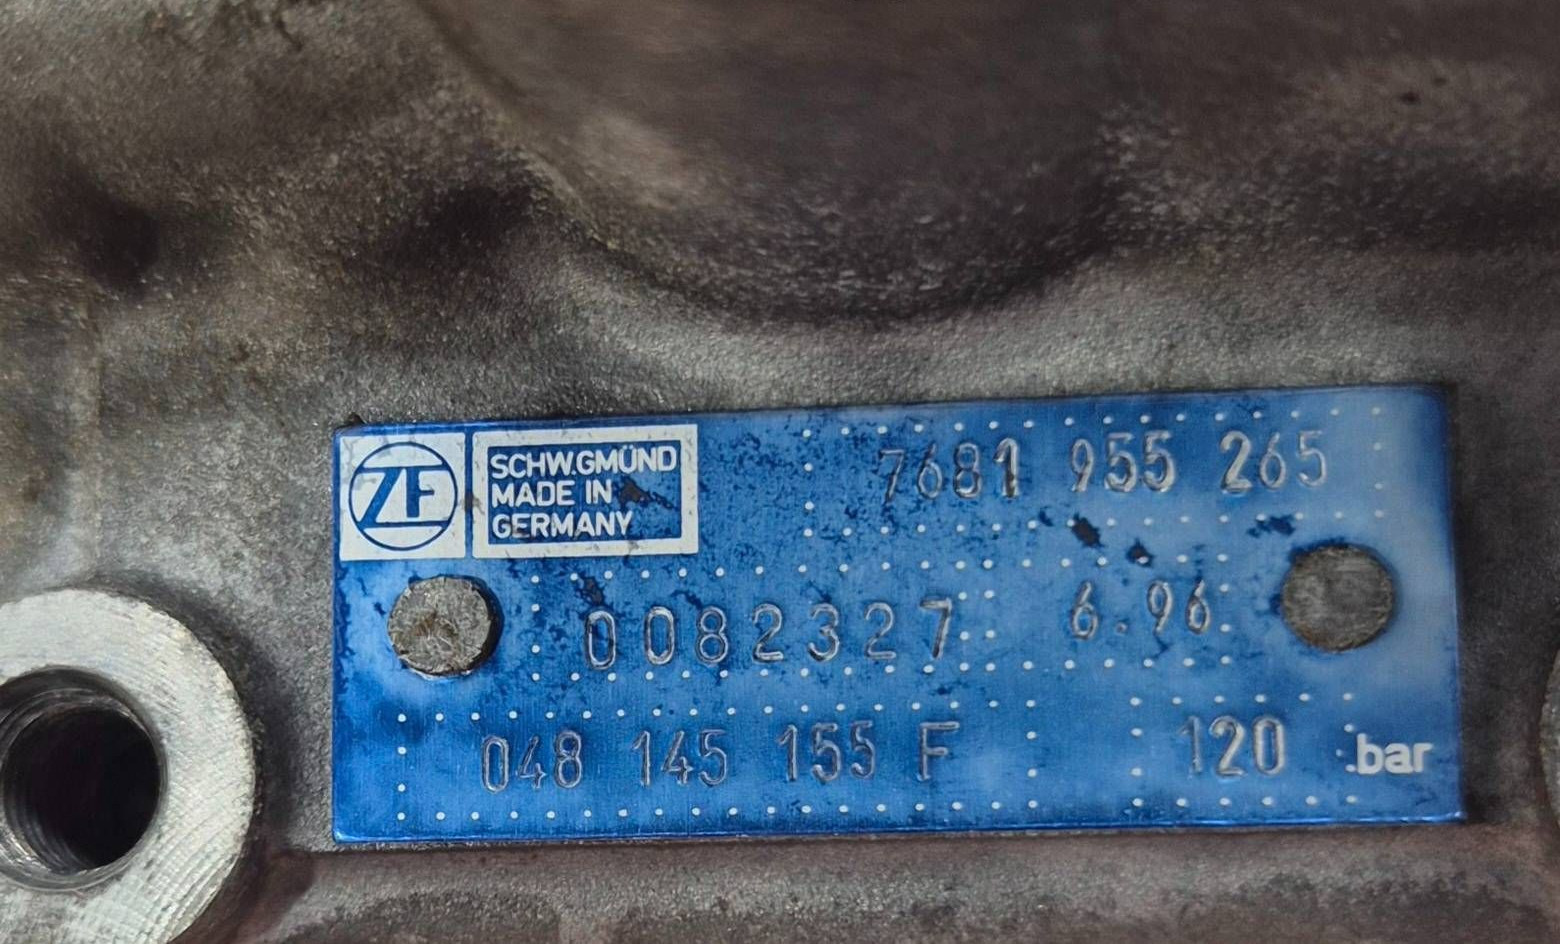 ZF
SCHW.GMÜND
MADE IN
GERMANY
7681 955 265
0082327 6.96
048 145 155 F 120 bar